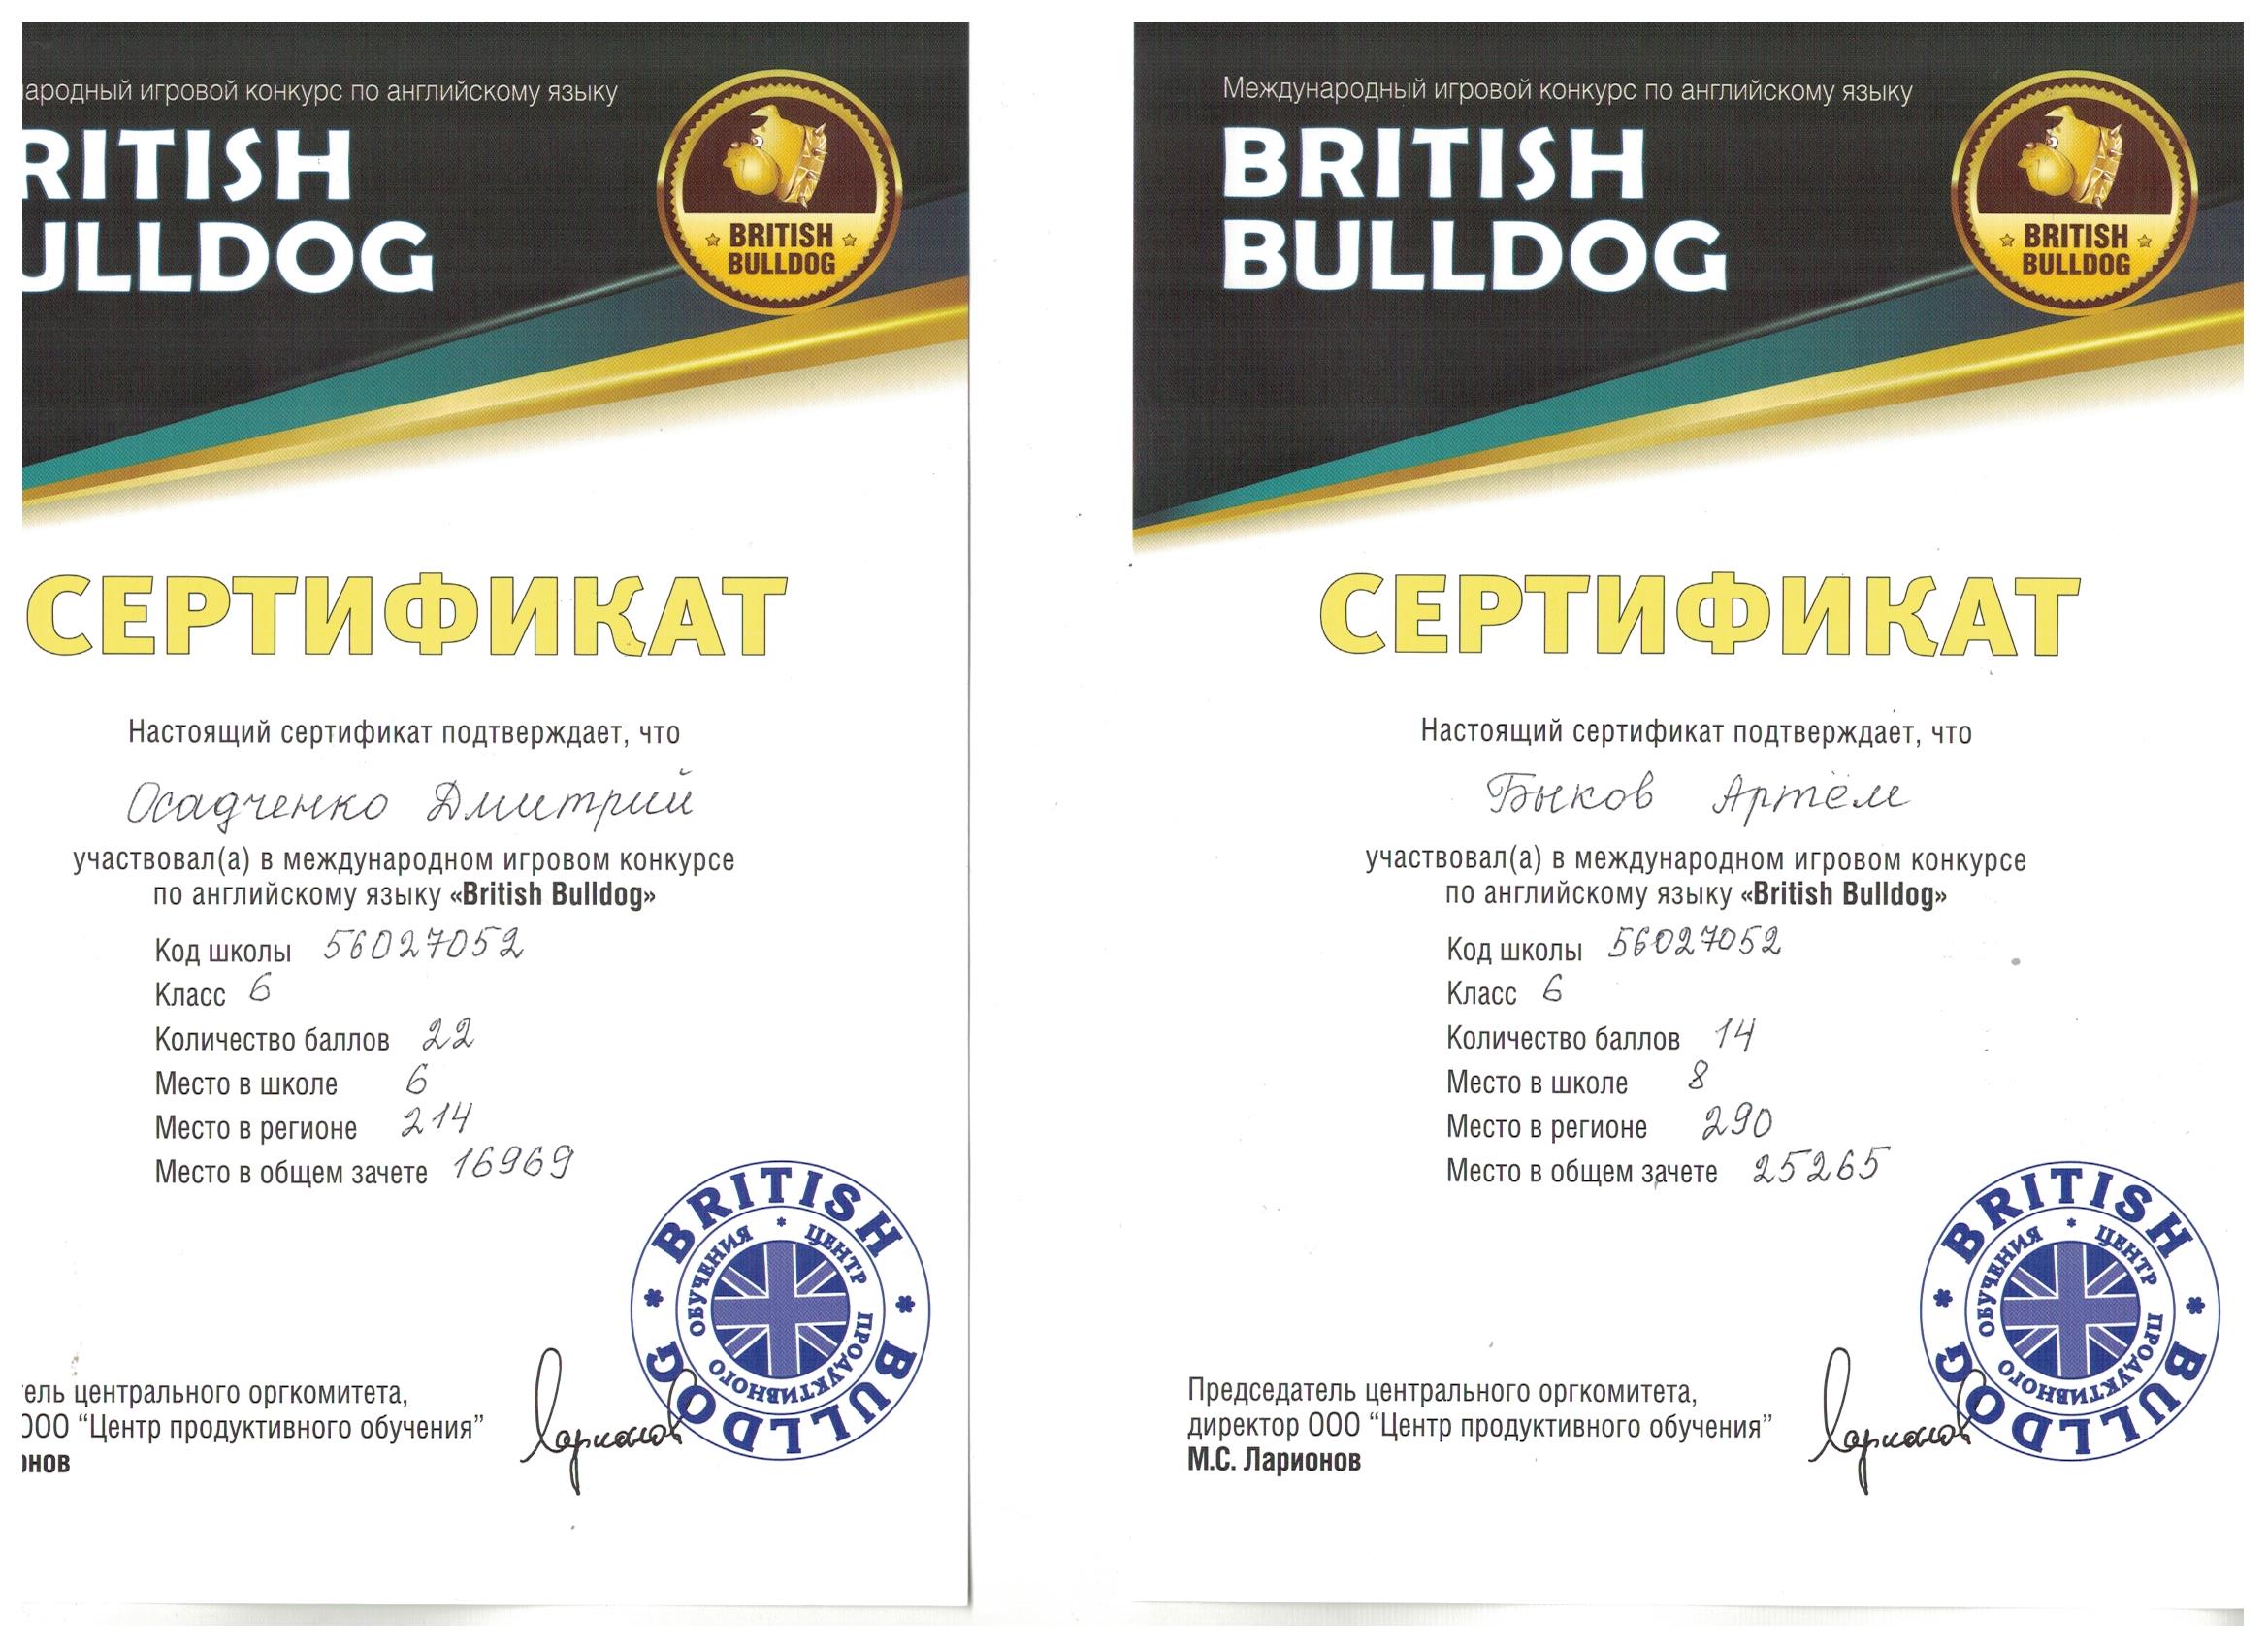 ародный игровой конкурс по английскому языку
RITISH
ULLDOG
BRITISH
BULLDOG
СЕРТИФИКАТ
Настоящий сертификат подтверждает, что
Осадченко Дмитрий
участвовал(а) в международном игровом конкурсе
по английскому языку «British Bulldog»
Код школы 56027052
Класс 6
Количество баллов 22
Место в школе 6
Место в регионе 214
Место в общем зачете 16969
BRITISH * BULLDOG *
* ЦЕНТР ПРОДУКТИВНОГО ОБУЧЕНИЯ
ель центрального оргкомитета,
ООО “Центр продуктивного обучения”
онов
Ларионов
Международный игровой конкурс по английскому языку
BRITISH
BULLDOG
BRITISH
BULLDOG
СЕРТИФИКАТ
Настоящий сертификат подтверждает, что
Быков Артём
участвовал(а) в международном игровом конкурсе
по английскому языку «British Bulldog»
Код школы 56027052
Класс 6
Количество баллов 14
Место в школе 8
Место в регионе 290
Место в общем зачете 25265
BRITISH * BULLDOG *
* ЦЕНТР ПРОДУКТИВНОГО ОБУЧЕНИЯ
Председатель центрального оргкомитета,
директор ООО “Центр продуктивного обучения”
М.С. Ларионов
Ларионов